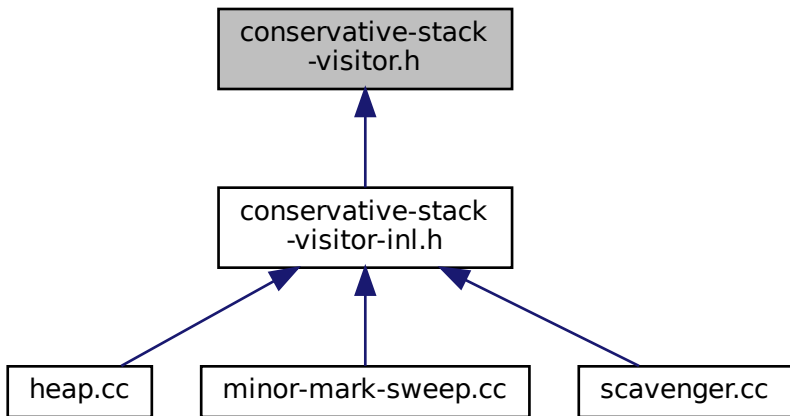 conservative-stack
-visitor.h
conservative-stack
-visitor-inl.h
heap.cc
minor-mark-sweep.cc
scavenger.cc